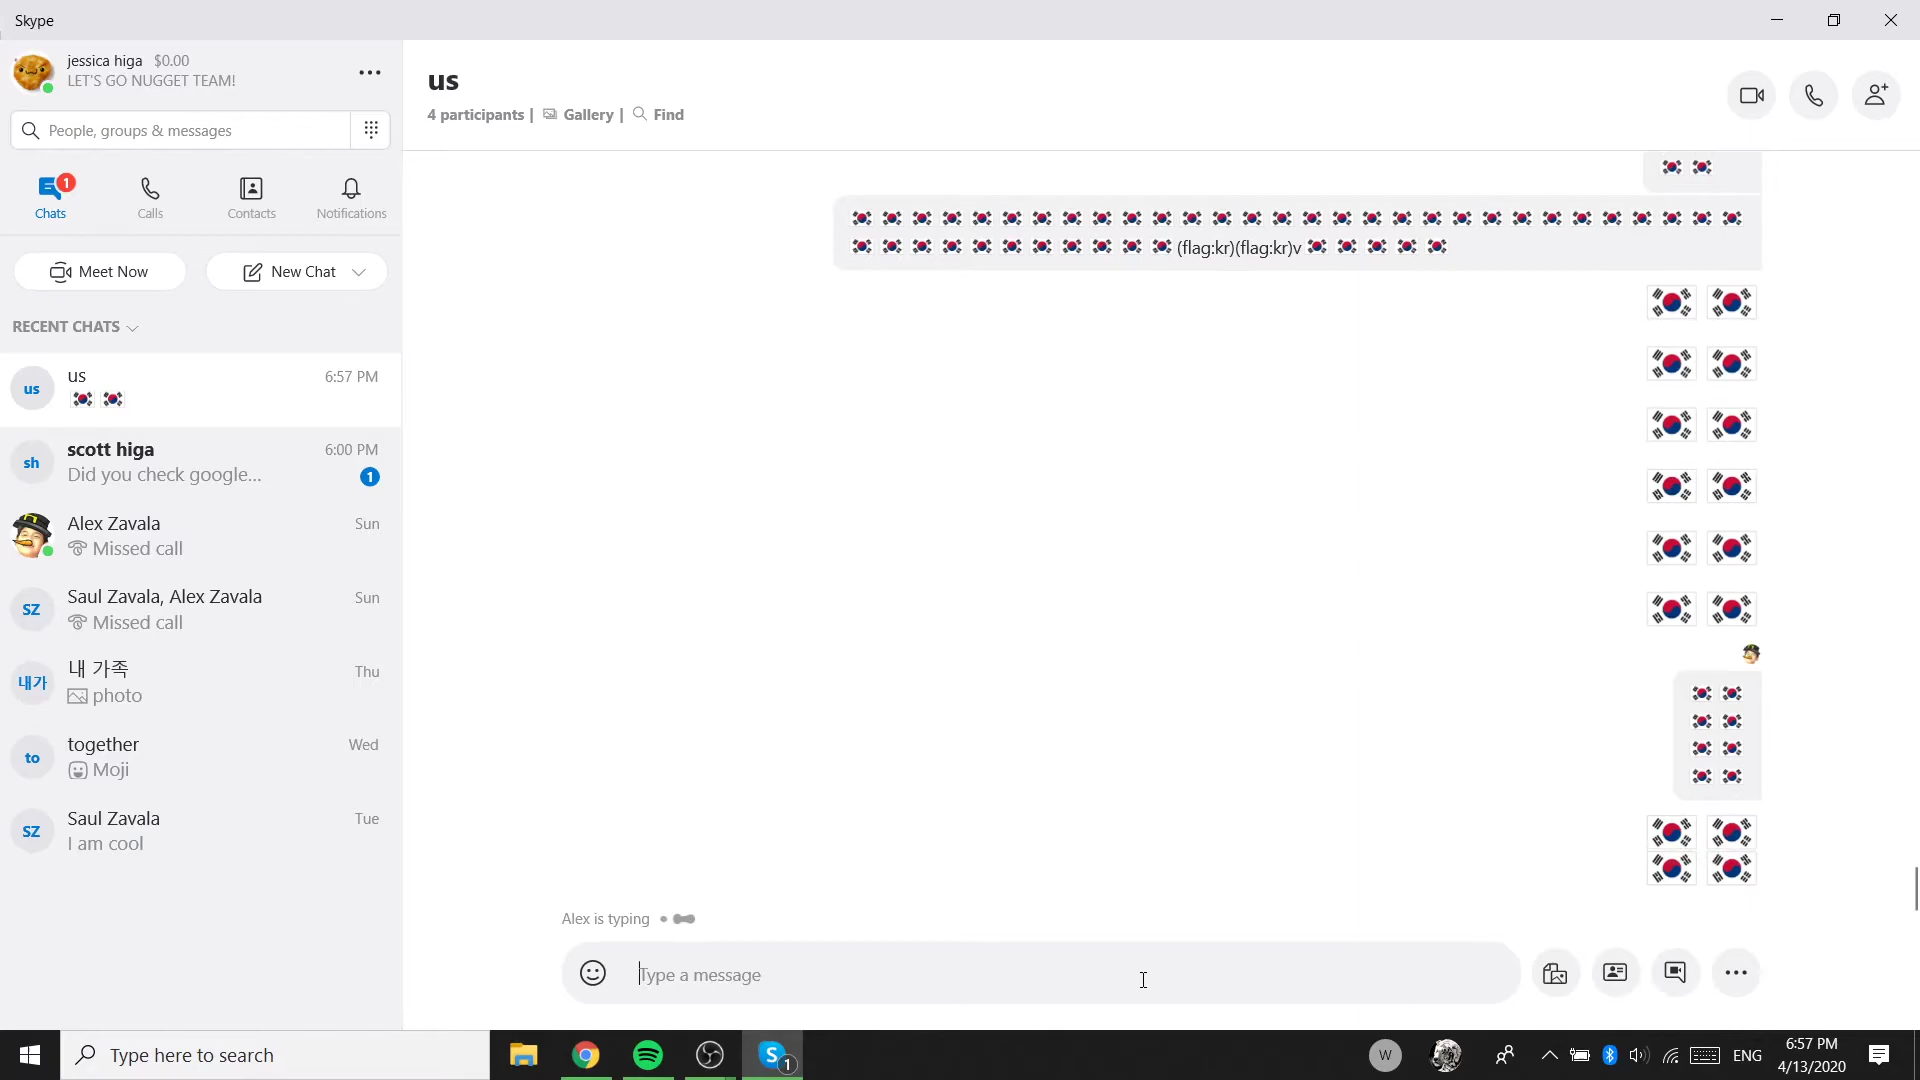 Skype
jessica higa $0.00
LET'S GO NUGGET TEAM!
People, groups & messages
1
Chats
Calls
Contacts
Notifications
Meet Now
New Chat
RECENT CHATS
us
us
6:57 PM
🇰🇷 🇰🇷
sh
scott higa
6:00 PM
Did you check google...
1
Alex Zavala
Sun
Missed call
SZ
Saul Zavala, Alex Zavala
Sun
Missed call
내가
내 가족
Thu
photo
to
together
Wed
Moji
SZ
Saul Zavala
Tue
I am cool
us
4 participants | Gallery | Find
(flag:kr)(flag:kr)v
Alex is typing
Type a message
Type here to search
S
1
W
ENG
6:57 PM
4/13/2020